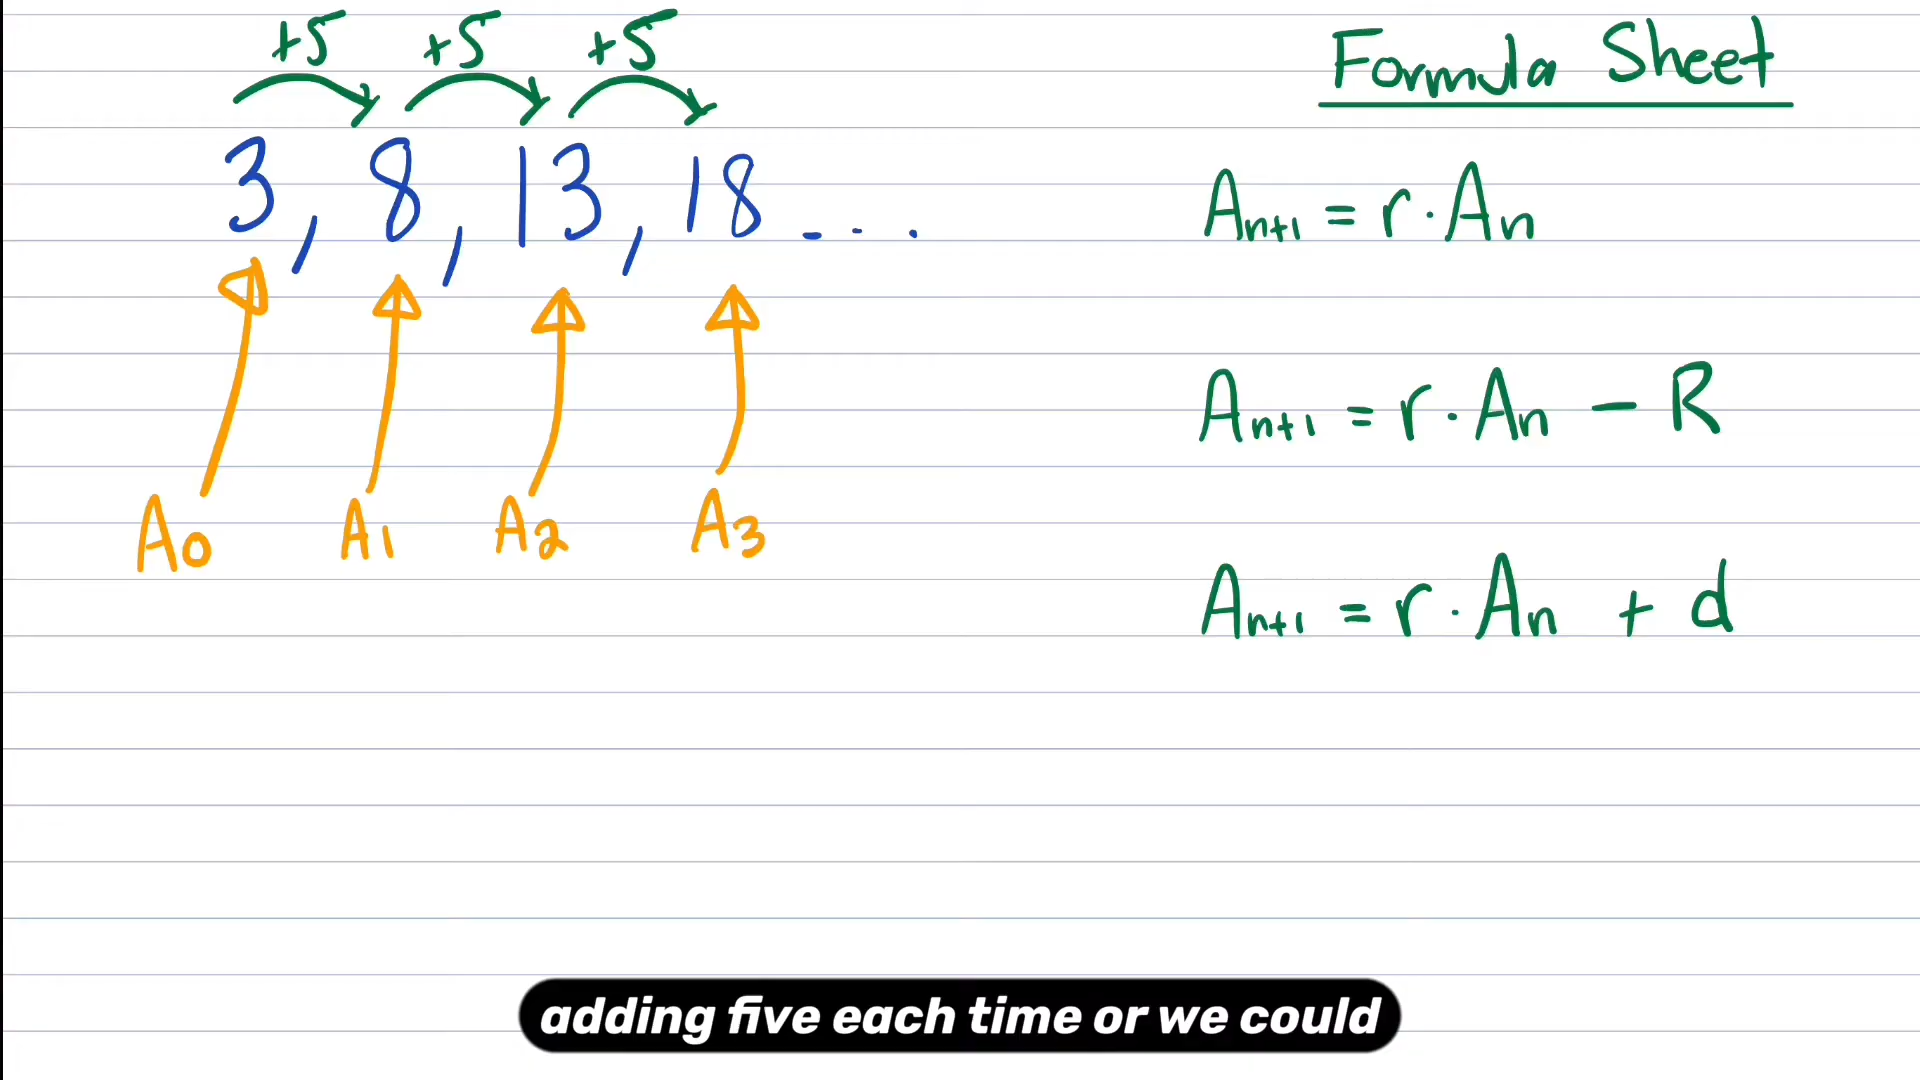 +5 +5 +5
3, 8, 13, 18 ...
A0 A1 A2 A3
Formula Sheet
An+1 = r·An
An+1 = r·An − R
An+1 = r·An + d
adding five each time or we could